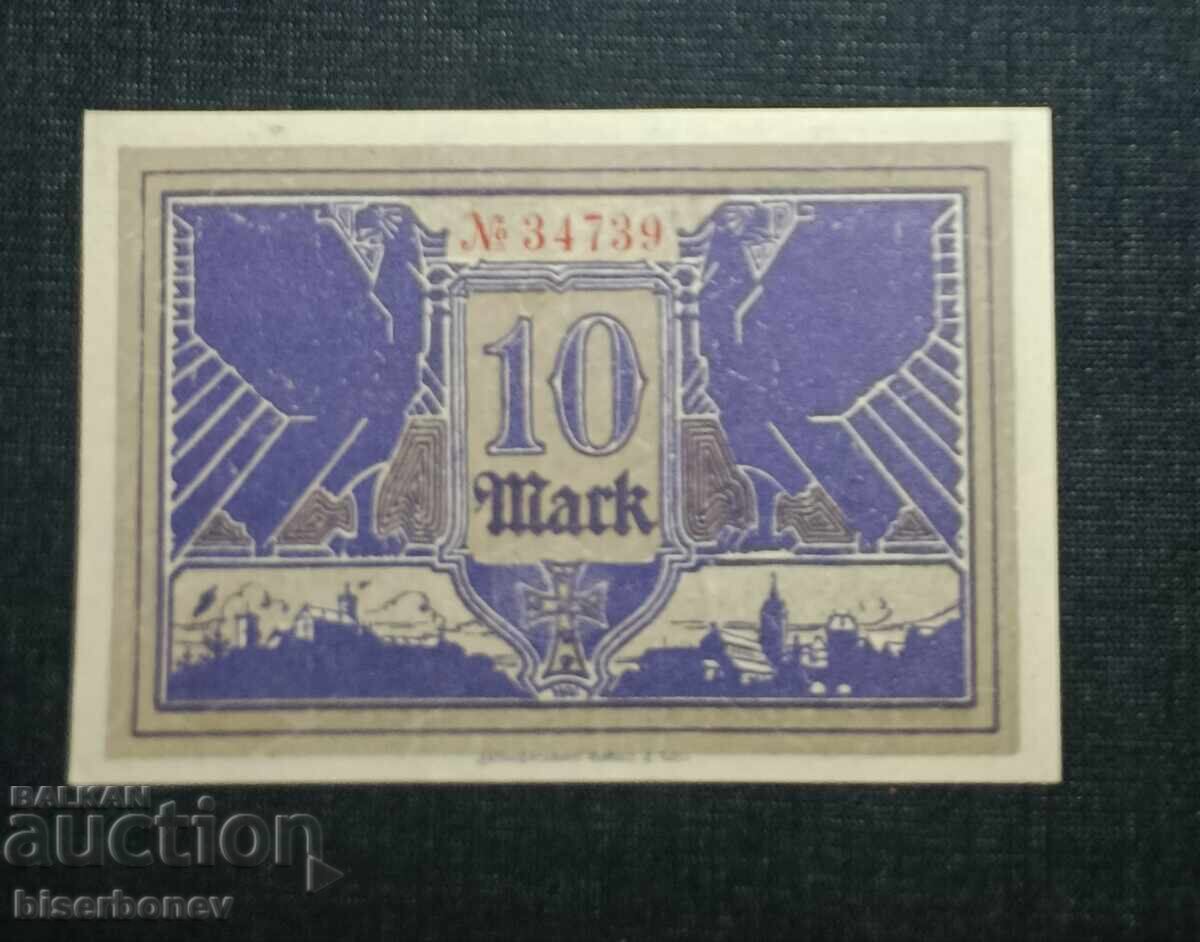 № 34739
10
Mark
BALKAN
auction
biserbonev